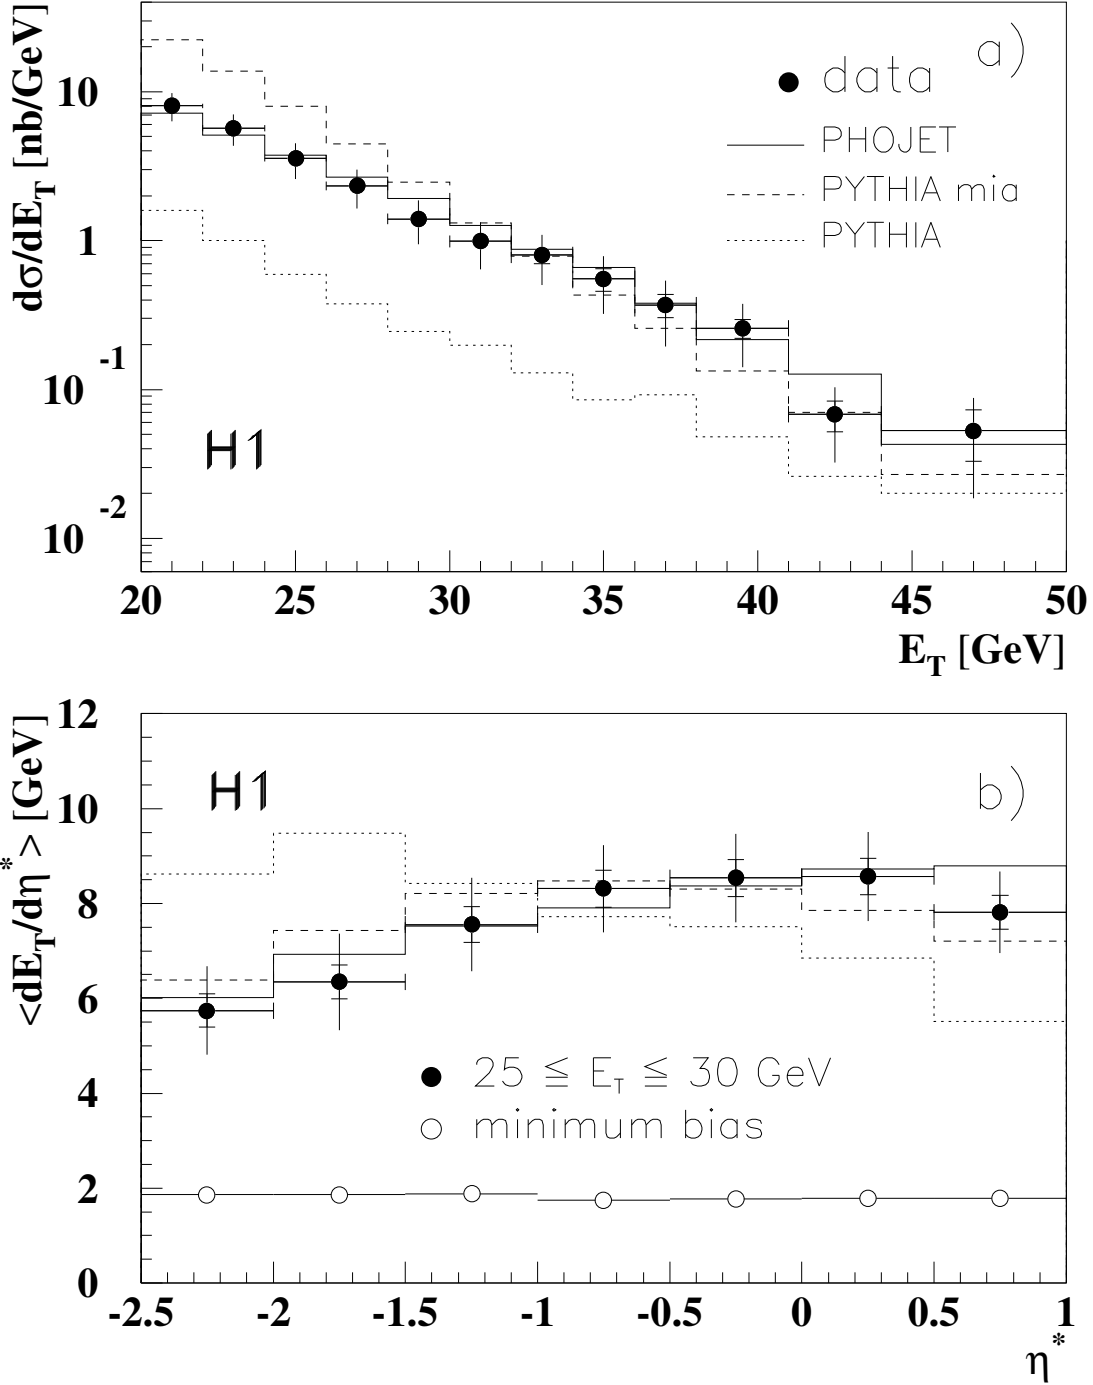 dσ/dE_T [nb/GeV]
10
1
10^-1
10^-2
a)
data
PHOJET
PYTHIA mia
PYTHIA
H1
20 25 30 35 40 45 50
E_T [GeV]
<dE_T/dη*> [GeV]
12
10
8
6
4
2
0
H1
b)
25 ≦ E_T ≦ 30 GeV
minimum bias
-2.5 -2 -1.5 -1 -0.5 0 0.5 1
η*